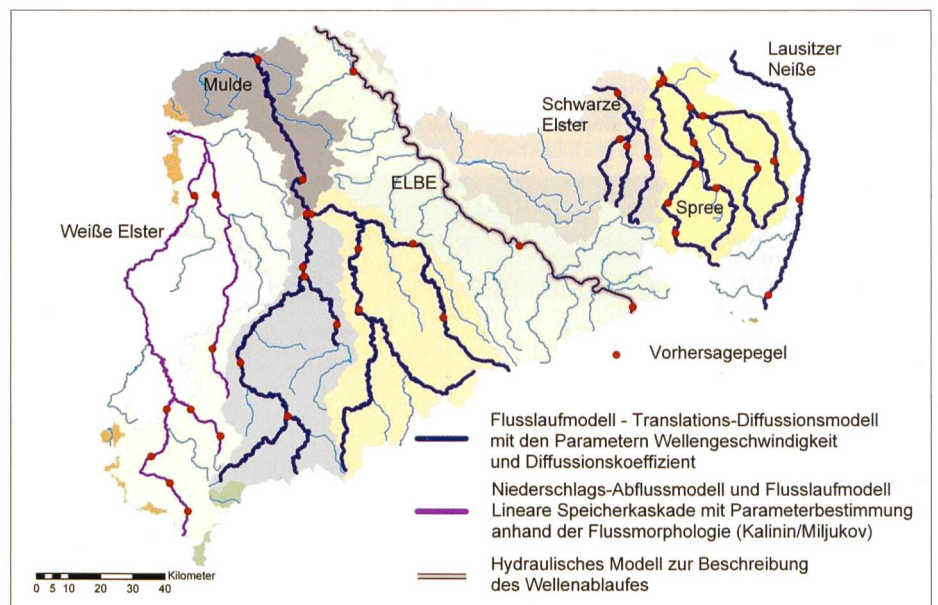 Mulde
Lausitzer
Neiße
Schwarze
Elster
ELBE
Weiße Elster
Spree
Vorhersagepegel
Flusslaufmodell - Translations-Diffusionsmodell
mit den Parametern Wellengeschwindigkeit
und Diffusionskoeffizient
Niederschlags-Abflussmodell und Flusslaufmodell
Lineare Speicherkaskade mit Parameterbestimmung
anhand der Flussmorphologie (Kalinin/Miljukov)
Hydraulisches Modell zur Beschreibung
des Wellenablaufes
Kilometer
0 5 10 20 30 40